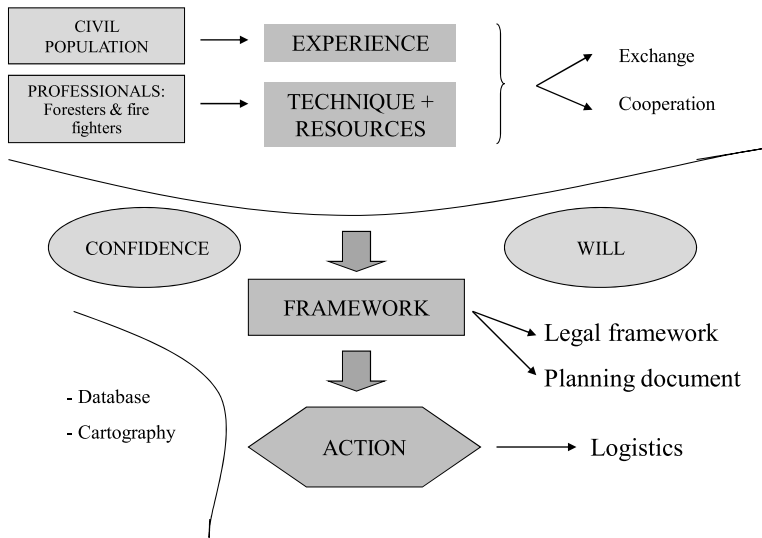 CIVIL
POPULATION
EXPERIENCE
PROFESSIONALS:
Foresters & fire
fighters
TECHNIQUE +
RESOURCES
Exchange
Cooperation
CONFIDENCE
WILL
FRAMEWORK
Legal framework
Planning document
- Database
- Cartography
ACTION
Logistics